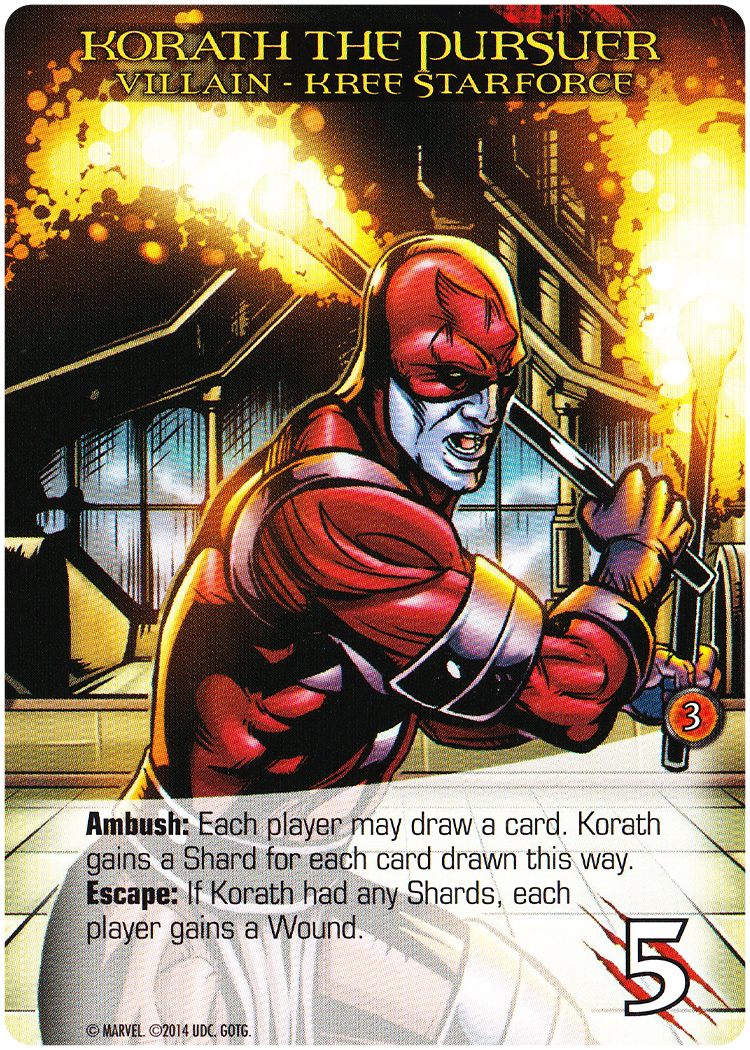 KORATH THE PURSUER
VILLAIN - KREE STARFORCE
3
Ambush: Each player may draw a card. Korath
gains a Shard for each card drawn this way.
Escape: If Korath had any Shards, each
player gains a Wound.
5
© MARVEL. ©2014 UDC. GOTG.